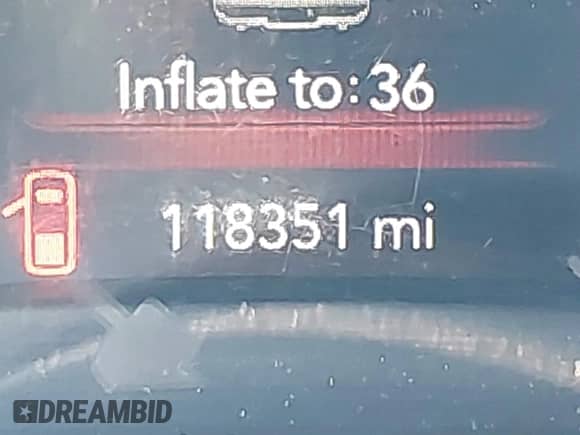 Inflate to: 36
118351 mi
DREAMBID